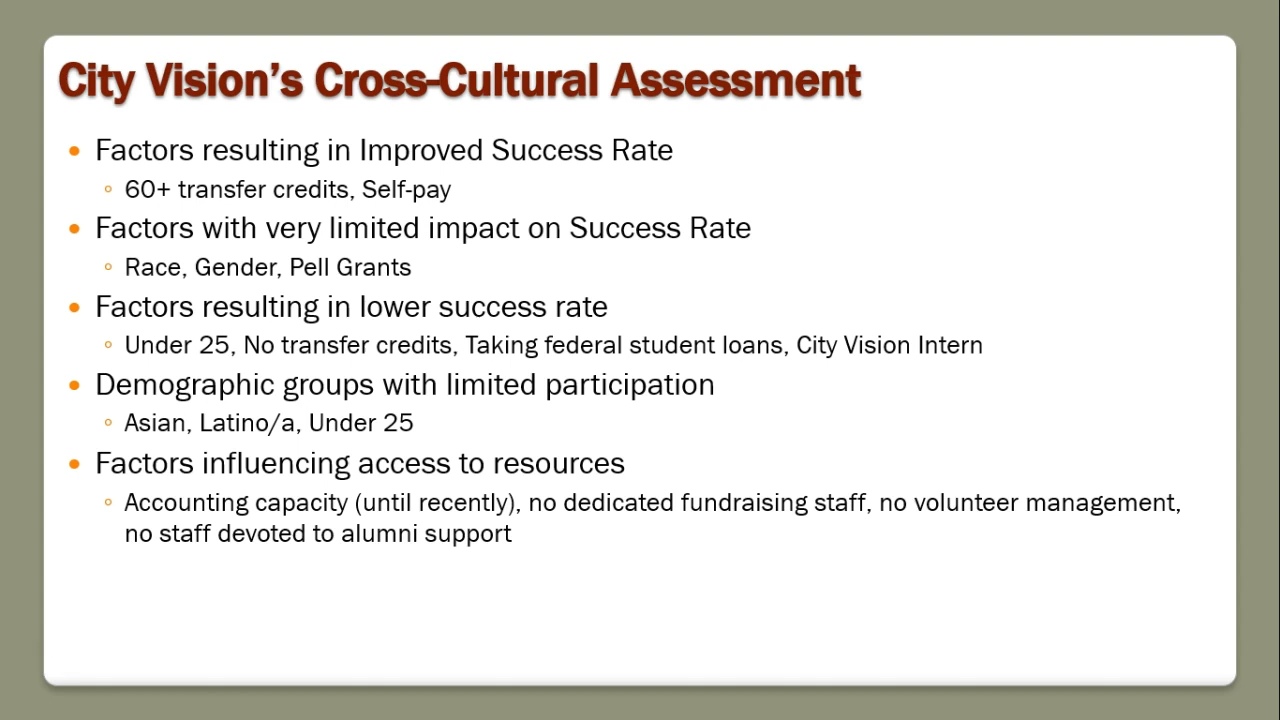 City Vision’s Cross-Cultural Assessment
• Factors resulting in Improved Success Rate
◦ 60+ transfer credits, Self-pay
• Factors with very limited impact on Success Rate
◦ Race, Gender, Pell Grants
• Factors resulting in lower success rate
◦ Under 25, No transfer credits, Taking federal student loans, City Vision Intern
• Demographic groups with limited participation
◦ Asian, Latino/a, Under 25
• Factors influencing access to resources
◦ Accounting capacity (until recently), no dedicated fundraising staff, no volunteer management,
no staff devoted to alumni support